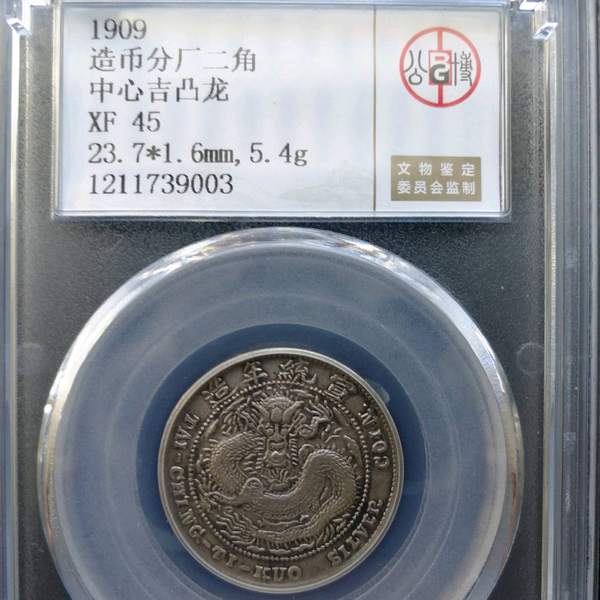 1909
造币分厂二角
中心吉凸龙
XF 45
23.7*1.6mm,5.4g
1211739003
公 BG 博
文物鉴定
委员会监制
造年統宣
TAI-CHING-TI-KUO SILVER COIN